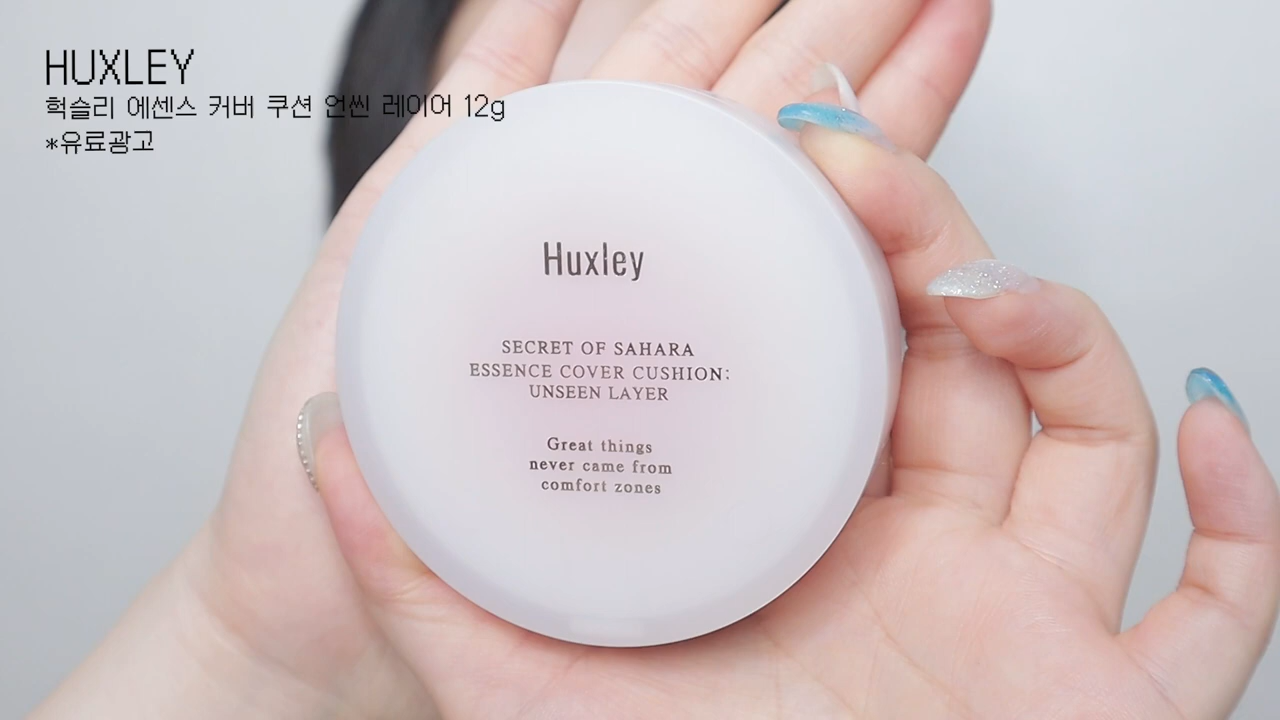 HUXLEY
헉슬리 에센스 커버 쿠션 언씬 레이어 12g
*유료광고
Huxley
SECRET OF SAHARA
ESSENCE COVER CUSHION:
UNSEEN LAYER
Great things
never came from
comfort zones